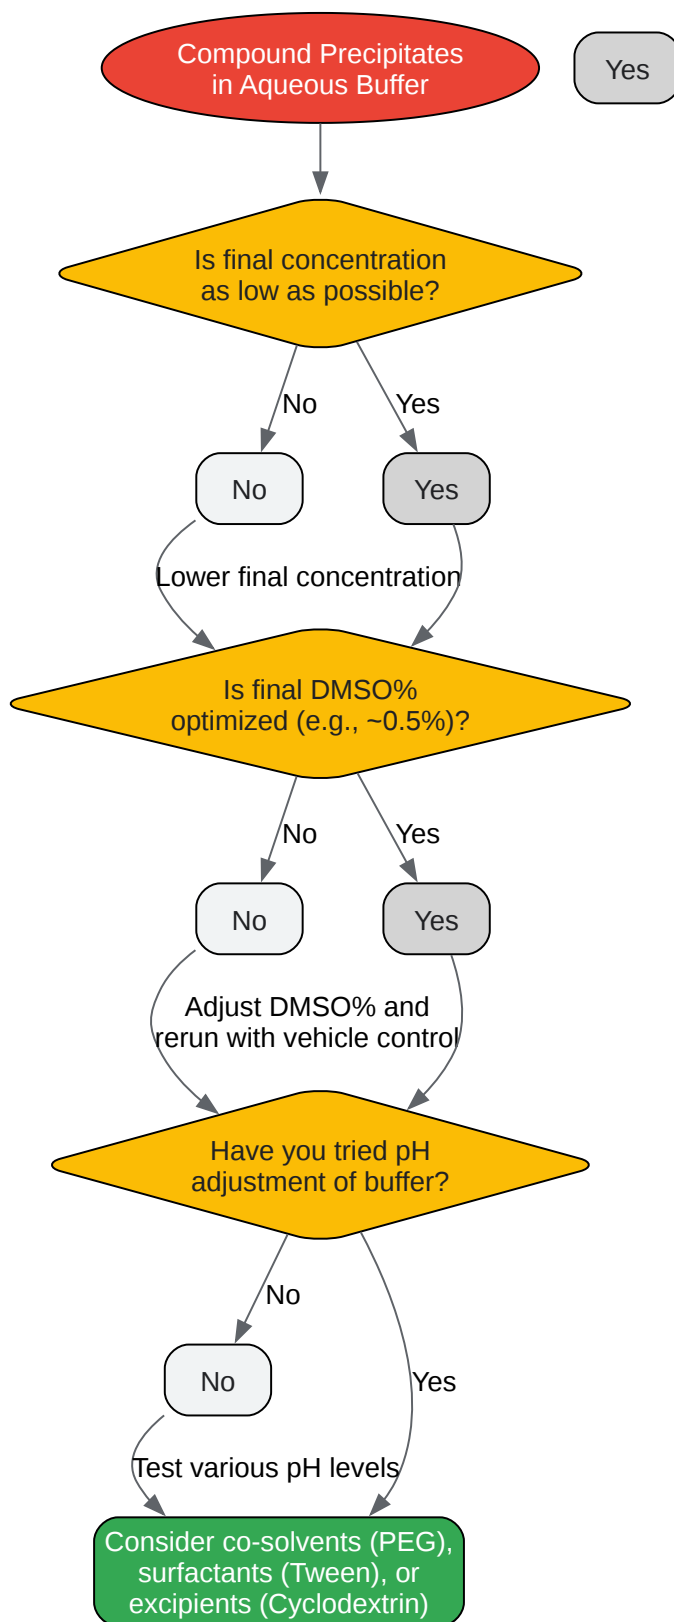 Compound Precipitates
in Aqueous Buffer
Yes
Is final concentration
as low as possible?
No
Yes
No
Yes
Lower final concentration
Is final DMSO%
optimized (e.g., ~0.5%)?
No
Yes
No
Yes
Adjust DMSO% and
rerun with vehicle control
Have you tried pH
adjustment of buffer?
No
No
Yes
Test various pH levels
Consider co-solvents (PEG),
surfactants (Tween), or
excipients (Cyclodextrin)